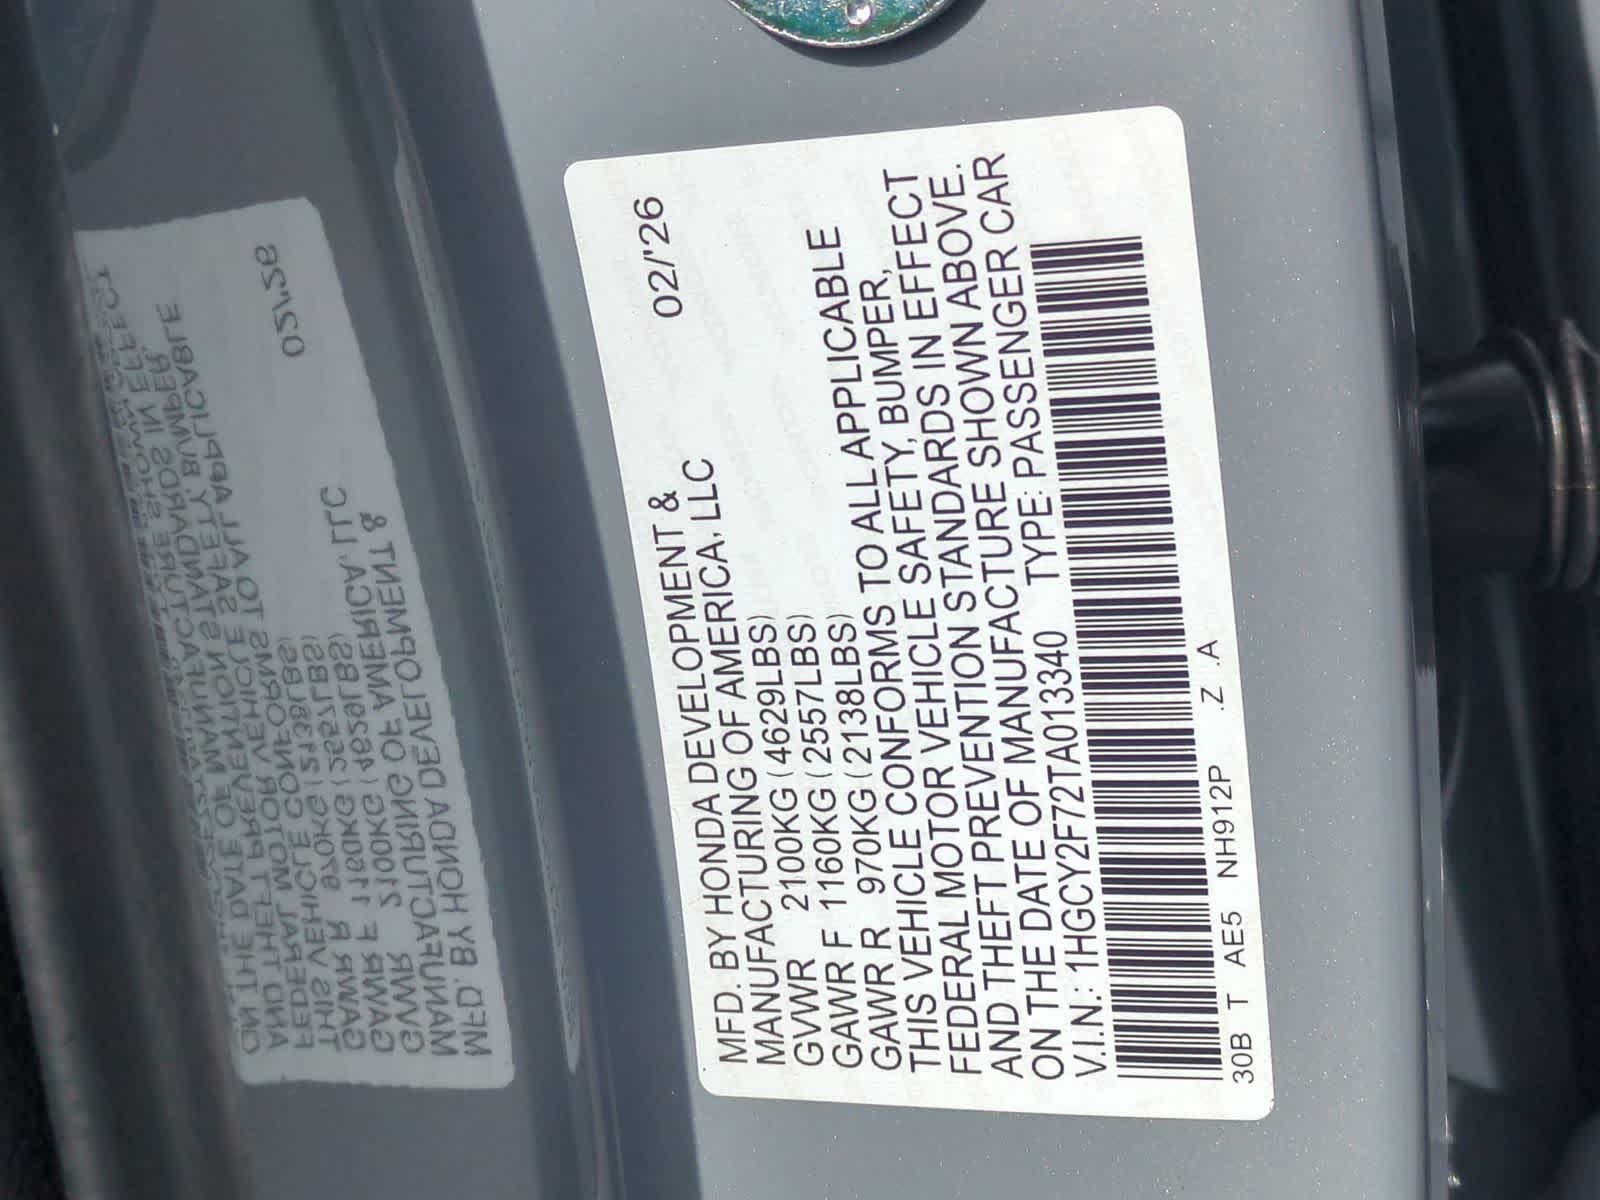 MFD. BY HONDA DEVELOPMENT & 02/'26
MANUFACTURING OF AMERICA, LLC
GVWR 2100KG (4629LBS)
GAWR F 1160KG (2557LBS)
GAWR R 970KG (2138LBS)
THIS VEHICLE CONFORMS TO ALL APPLICABLE
FEDERAL MOTOR VEHICLE SAFETY, BUMPER,
AND THEFT PREVENTION STANDARDS IN EFFECT
ON THE DATE OF MANUFACTURE SHOWN ABOVE.
V.I.N.: 1HGCY2F72TA013340 TYPE: PASSENGER CAR
30B T AE5 NH912P .Z .A